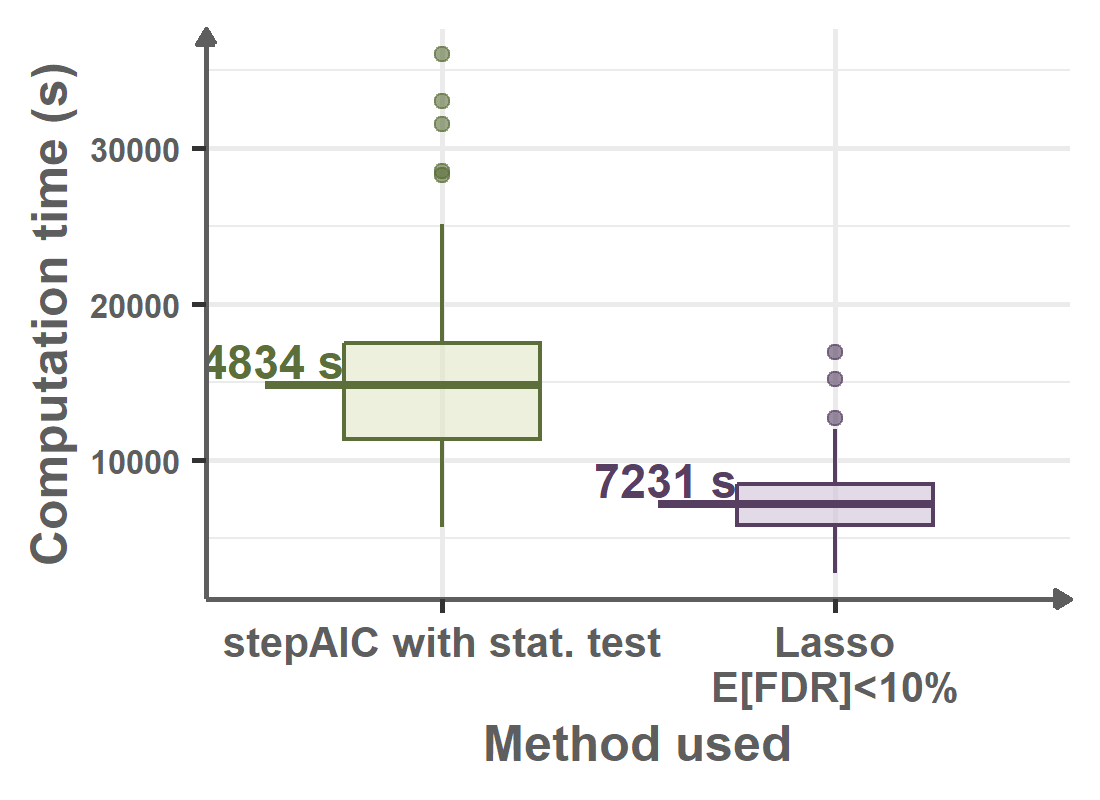 Computation time (s)
30000
20000
10000
4834 s
7231 s
stepAIC with stat. test
Lasso
E[FDR]<10%
Method used